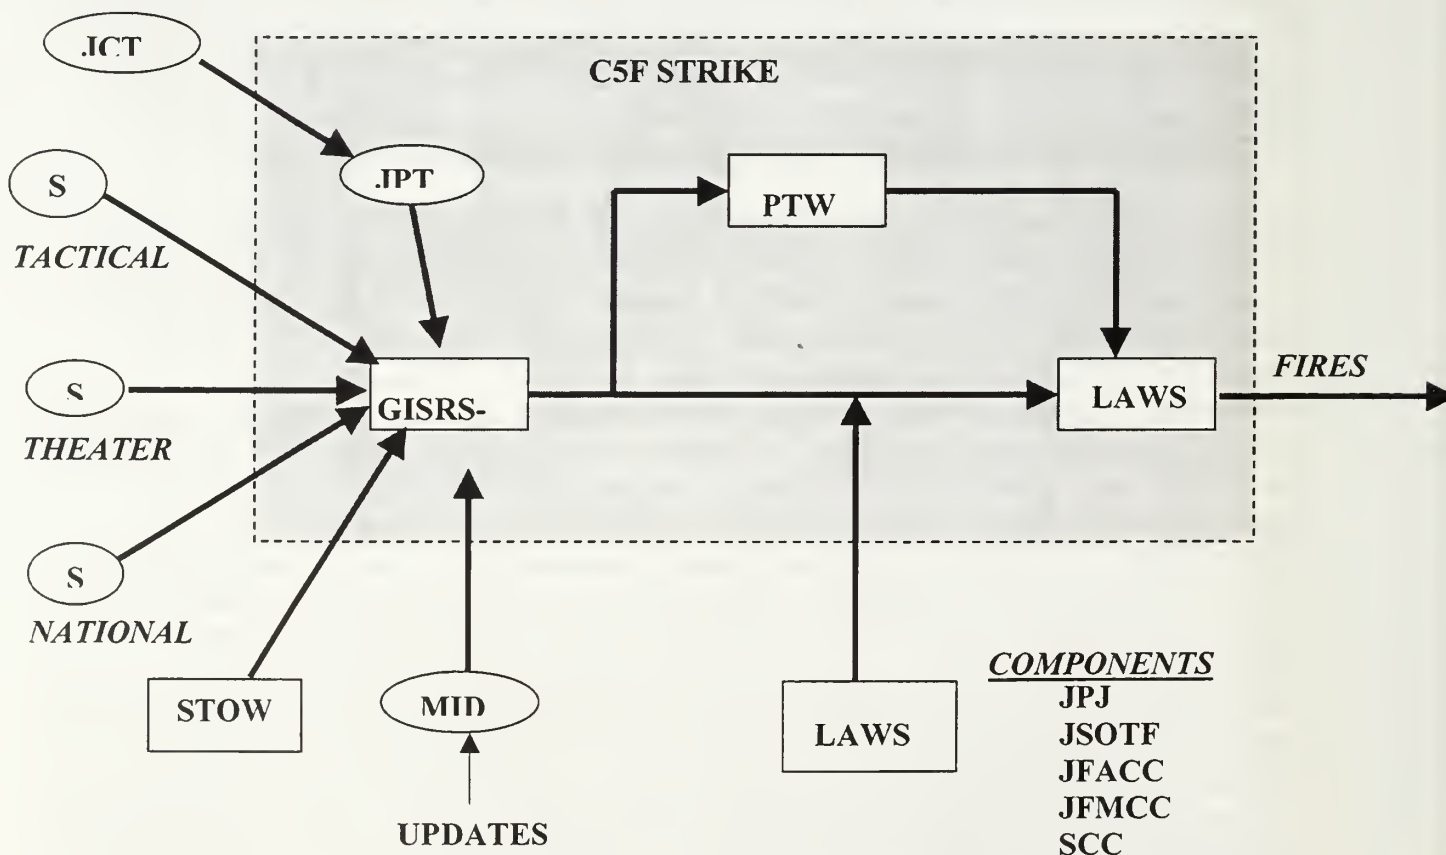 JCT
C5F STRIKE
JPT
S
TACTICAL
PTW
S
THEATER
GISRS-
LAWS
FIRES
S
NATIONAL
STOW
MID
UPDATES
LAWS
COMPONENTS
JPJ
JSOTF
JFACC
JFMCC
SCC